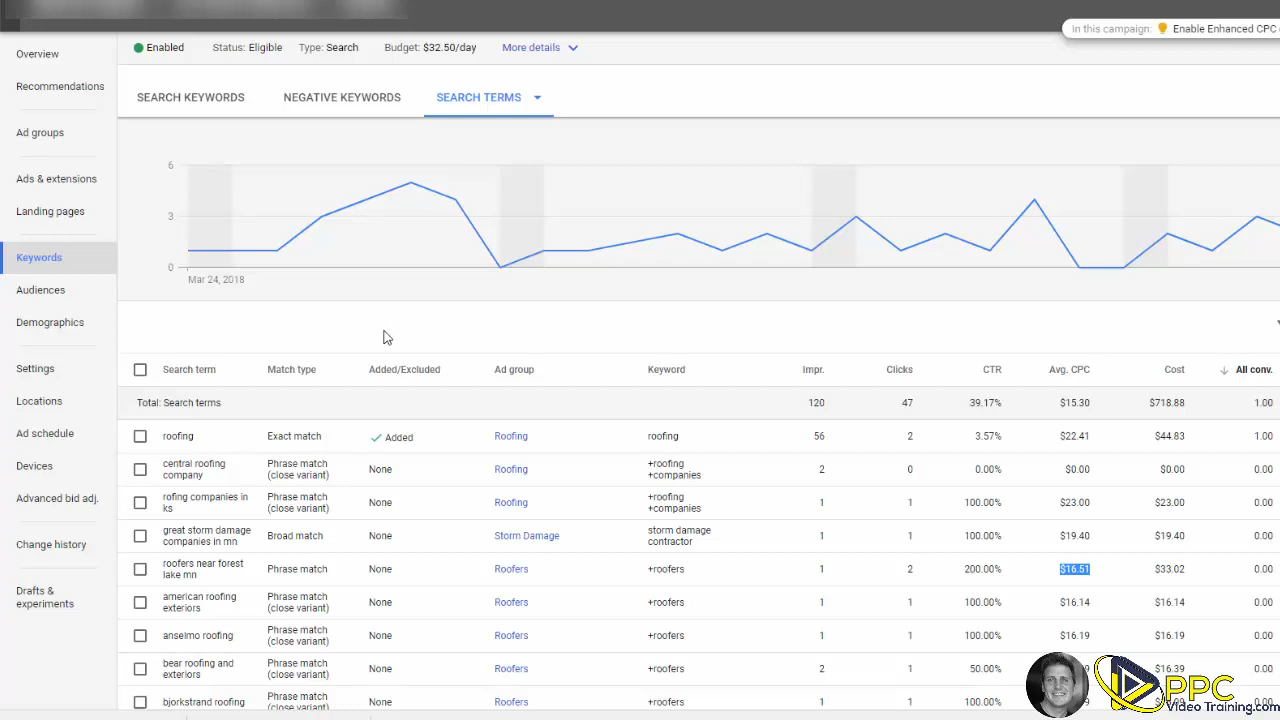 In this campaign: Enable Enhanced CPC
Overview
Enabled Status: Eligible Type: Search Budget: $32.50/day More details
Recommendations
SEARCH KEYWORDS NEGATIVE KEYWORDS SEARCH TERMS
Ad groups
Ads & extensions
Landing pages
Keywords
Audiences
Demographics
Settings
Locations
Ad schedule
Devices
Advanced bid adj.
Change history
Drafts &
experiments
6
3
0
Mar 24, 2018
Search term Match type Added/Excluded Ad group Keyword Impr. Clicks CTR Avg. CPC Cost All conv.
Total: Search terms 120 47 39.17% $15.30 $718.88 1.00
roofing Exact match Added Roofing roofing 56 2 3.57% $22.41 $44.83 1.00
central roofing Phrase match +roofing
company (close variant) None Roofing +companies 2 0 0.00% $0.00 $0.00 0.00
rofing companies in Phrase match +roofing
ks (close variant) None Roofing +companies 1 1 100.00% $23.00 $23.00 0.00
great storm damage storm damage
companies in mn Broad match None Storm Damage contractor 1 1 100.00% $19.40 $19.40 0.00
roofers near forest
lake mn Phrase match None Roofers +roofers 1 2 200.00% $16.51 $33.02 0.00
american roofing Phrase match
exteriors (close variant) None Roofers +roofers 1 1 100.00% $16.14 $16.14 0.00
anselmo roofing Phrase match
(close variant) None Roofers +roofers 1 1 100.00% $16.19 $16.19 0.00
bear roofing and Phrase match
exteriors (close variant) None Roofers +roofers 2 1 50.00% $16.39 0.00
bjorkstrand roofing Phrase match
None Roofers +roofers 1 1 100.00% 0.00
PPC
Video Training.com